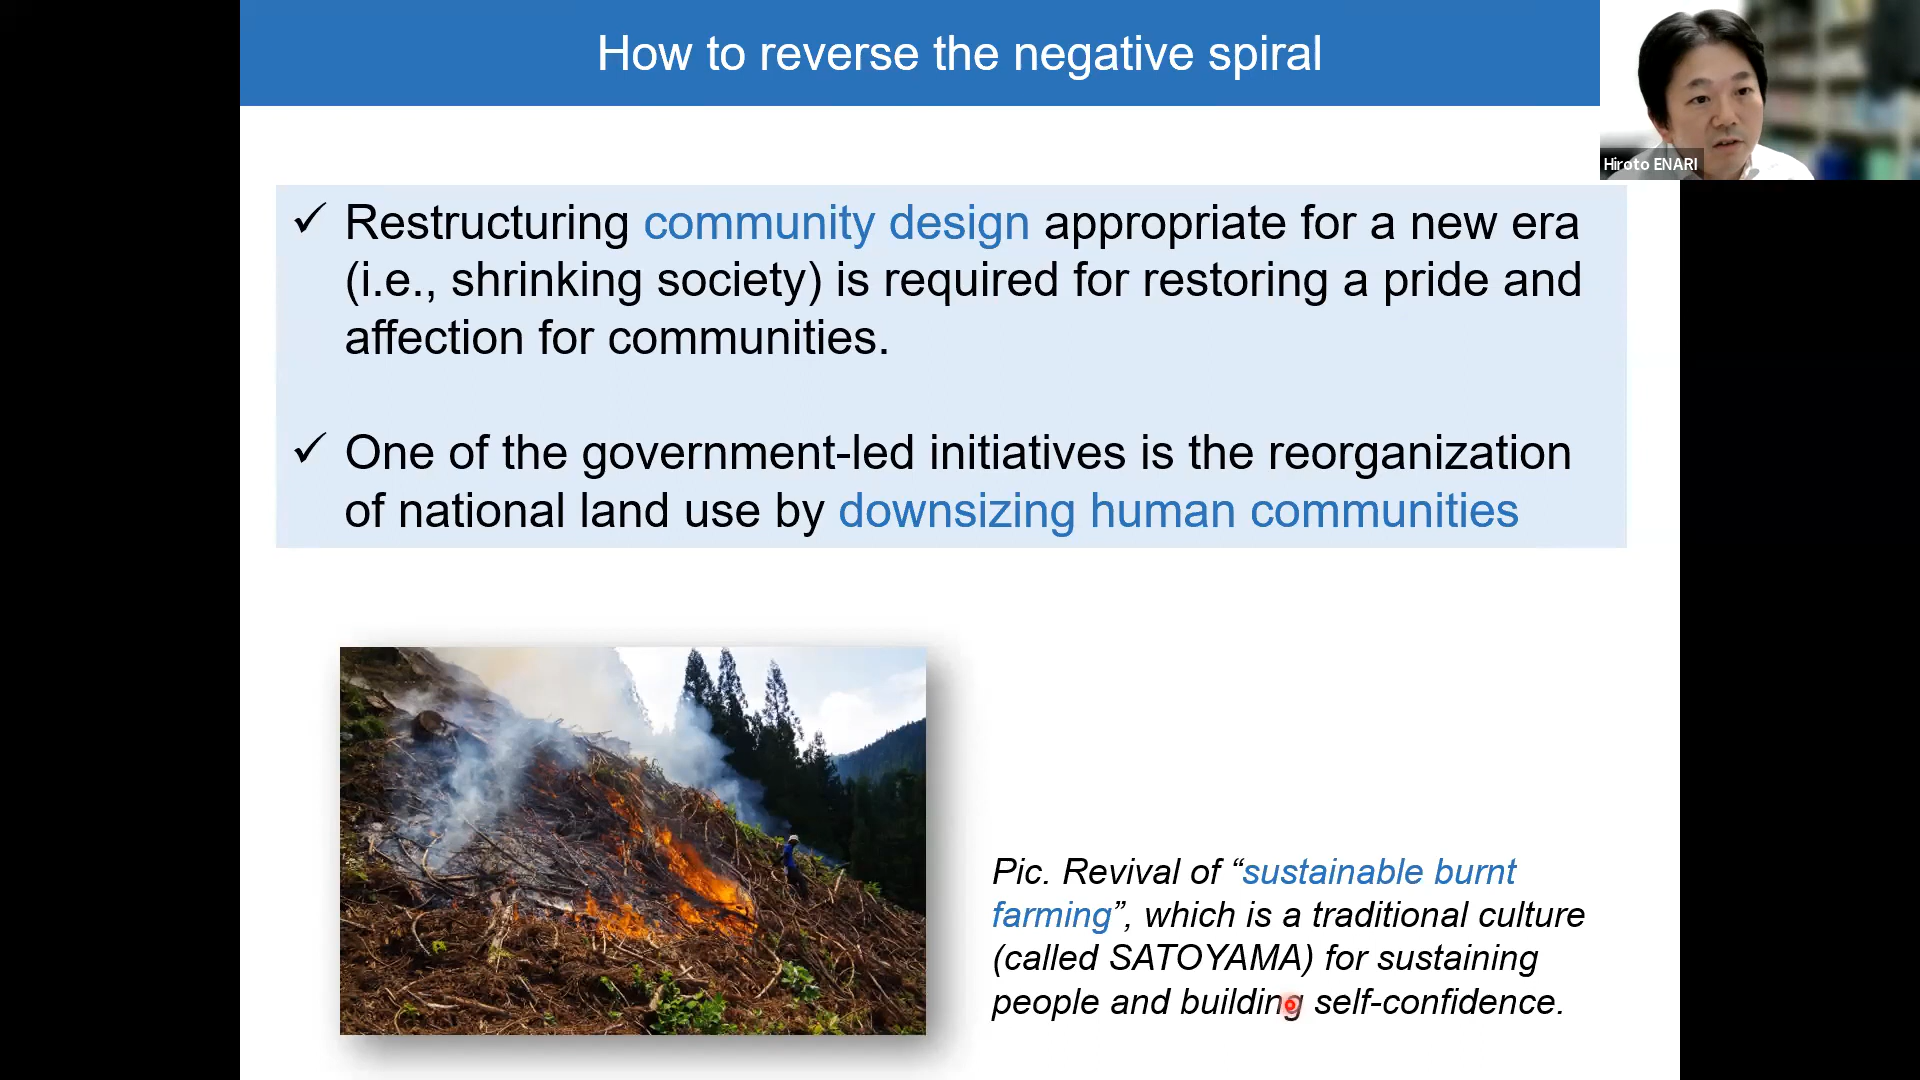 How to reverse the negative spiral
Hiroto ENARI
✓ Restructuring community design appropriate for a new era
(i.e., shrinking society) is required for restoring a pride and
affection for communities.
✓ One of the government-led initiatives is the reorganization
of national land use by downsizing human communities
Pic. Revival of “sustainable burnt
farming”, which is a traditional culture
(called SATOYAMA) for sustaining
people and building self-confidence.